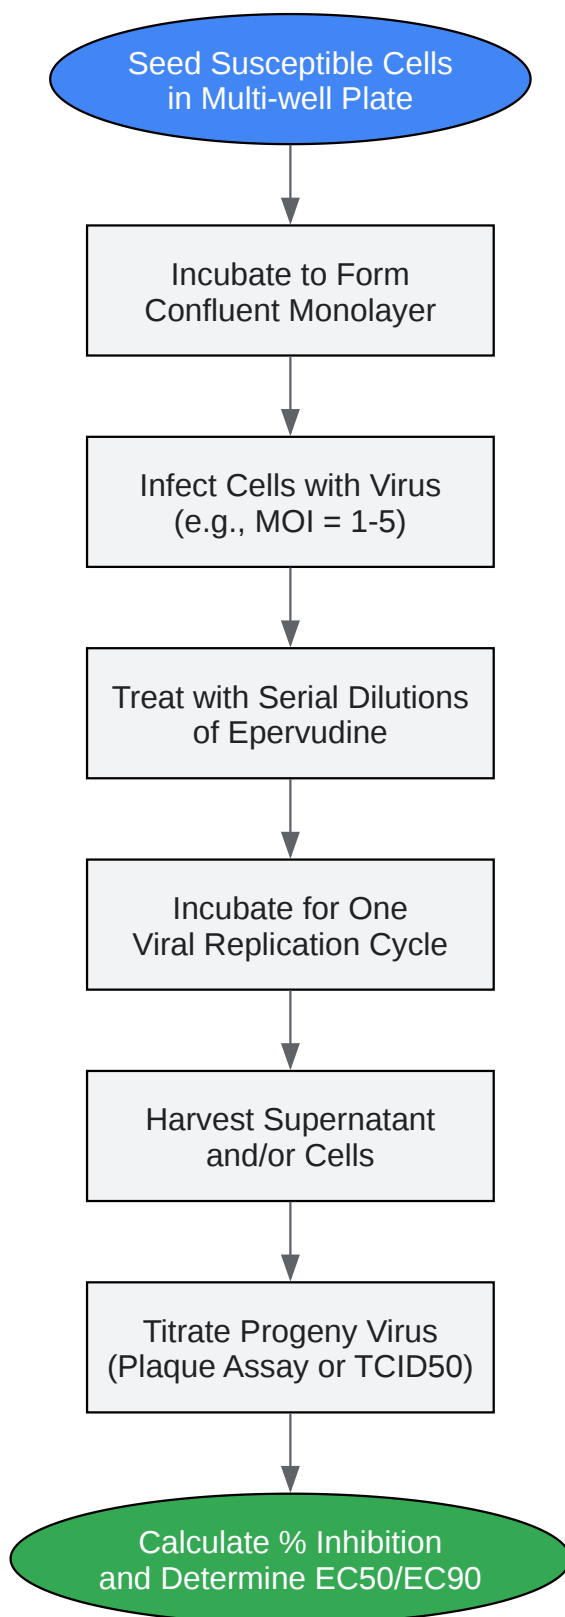 Seed Susceptible Cells
in Multi-well Plate
Incubate to Form
Confluent Monolayer
Infect Cells with Virus
(e.g., MOI = 1-5)
Treat with Serial Dilutions
of Epervudine
Incubate for One
Viral Replication Cycle
Harvest Supernatant
and/or Cells
Titrate Progeny Virus
(Plaque Assay or TCID50)
Calculate % Inhibition
and Determine EC50/EC90